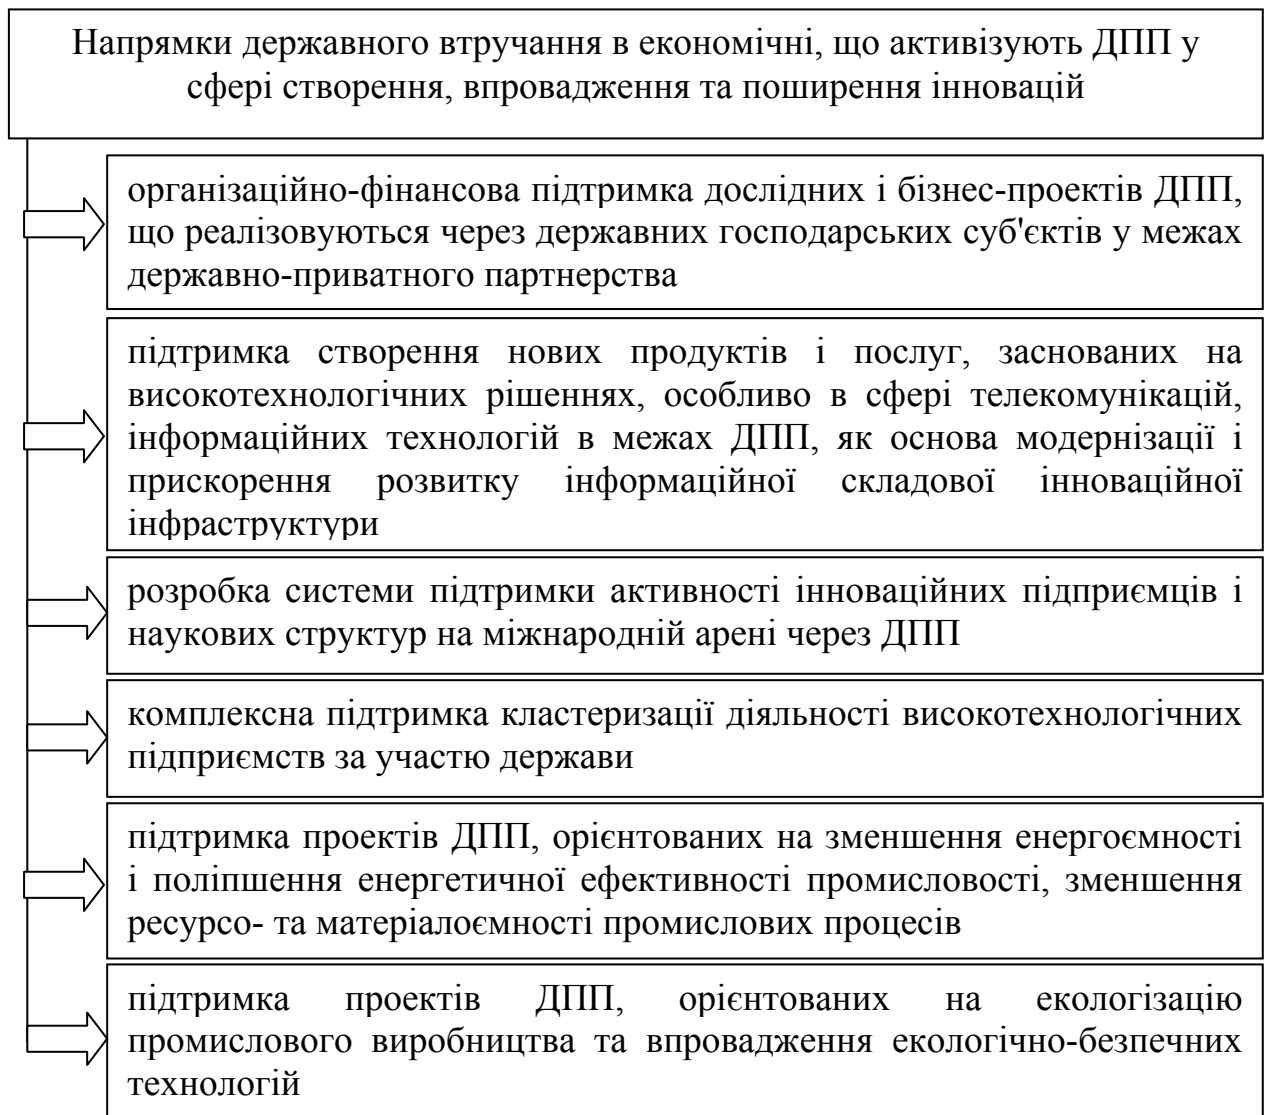 Напрямки державного втручання в економічні, що активізують ДПП у
сфері створення, впровадження та поширення інновацій
організаційно-фінансова підтримка дослідних і бізнес-проектів ДПП,
що реалізовуються через державних господарських суб'єктів у межах
державно-приватного партнерства
підтримка створення нових продуктів і послуг, заснованих на
високотехнологічних рішеннях, особливо в сфері телекомунікацій,
інформаційних технологій в межах ДПП, як основа модернізації і
прискорення розвитку інформаційної складової інноваційної
інфраструктури
розробка системи підтримки активності інноваційних підприємців і
наукових структур на міжнародній арені через ДПП
комплексна підтримка кластеризації діяльності високотехнологічних
підприємств за участю держави
підтримка проектів ДПП, орієнтованих на зменшення енергоємності
і поліпшення енергетичної ефективності промисловості, зменшення
ресурсо- та матеріалоємності промислових процесів
підтримка проектів ДПП, орієнтованих на екологізацію
промислового виробництва та впровадження екологічно-безпечних
технологій